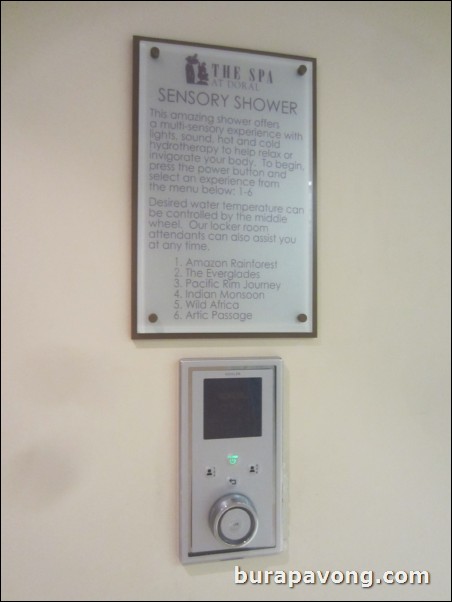 THE SPA
AT DORAL
SENSORY SHOWER
This amazing shower offers
a multi-sensory experience with
lights, sound, hot and cold
hydrotherapy to help relax or
invigorate your body. To begin,
press the power button and
select an experience from
the menu below: 1-6
Desired water temperature can
be controlled by the middle
wheel. Our locker room
attendants can also assist you
at any time.
1. Amazon Rainforest
2. The Everglades
3. Pacific Rim Journey
4. Indian Monsoon
5. Wild Africa
6. Artic Passage
burapavong.com